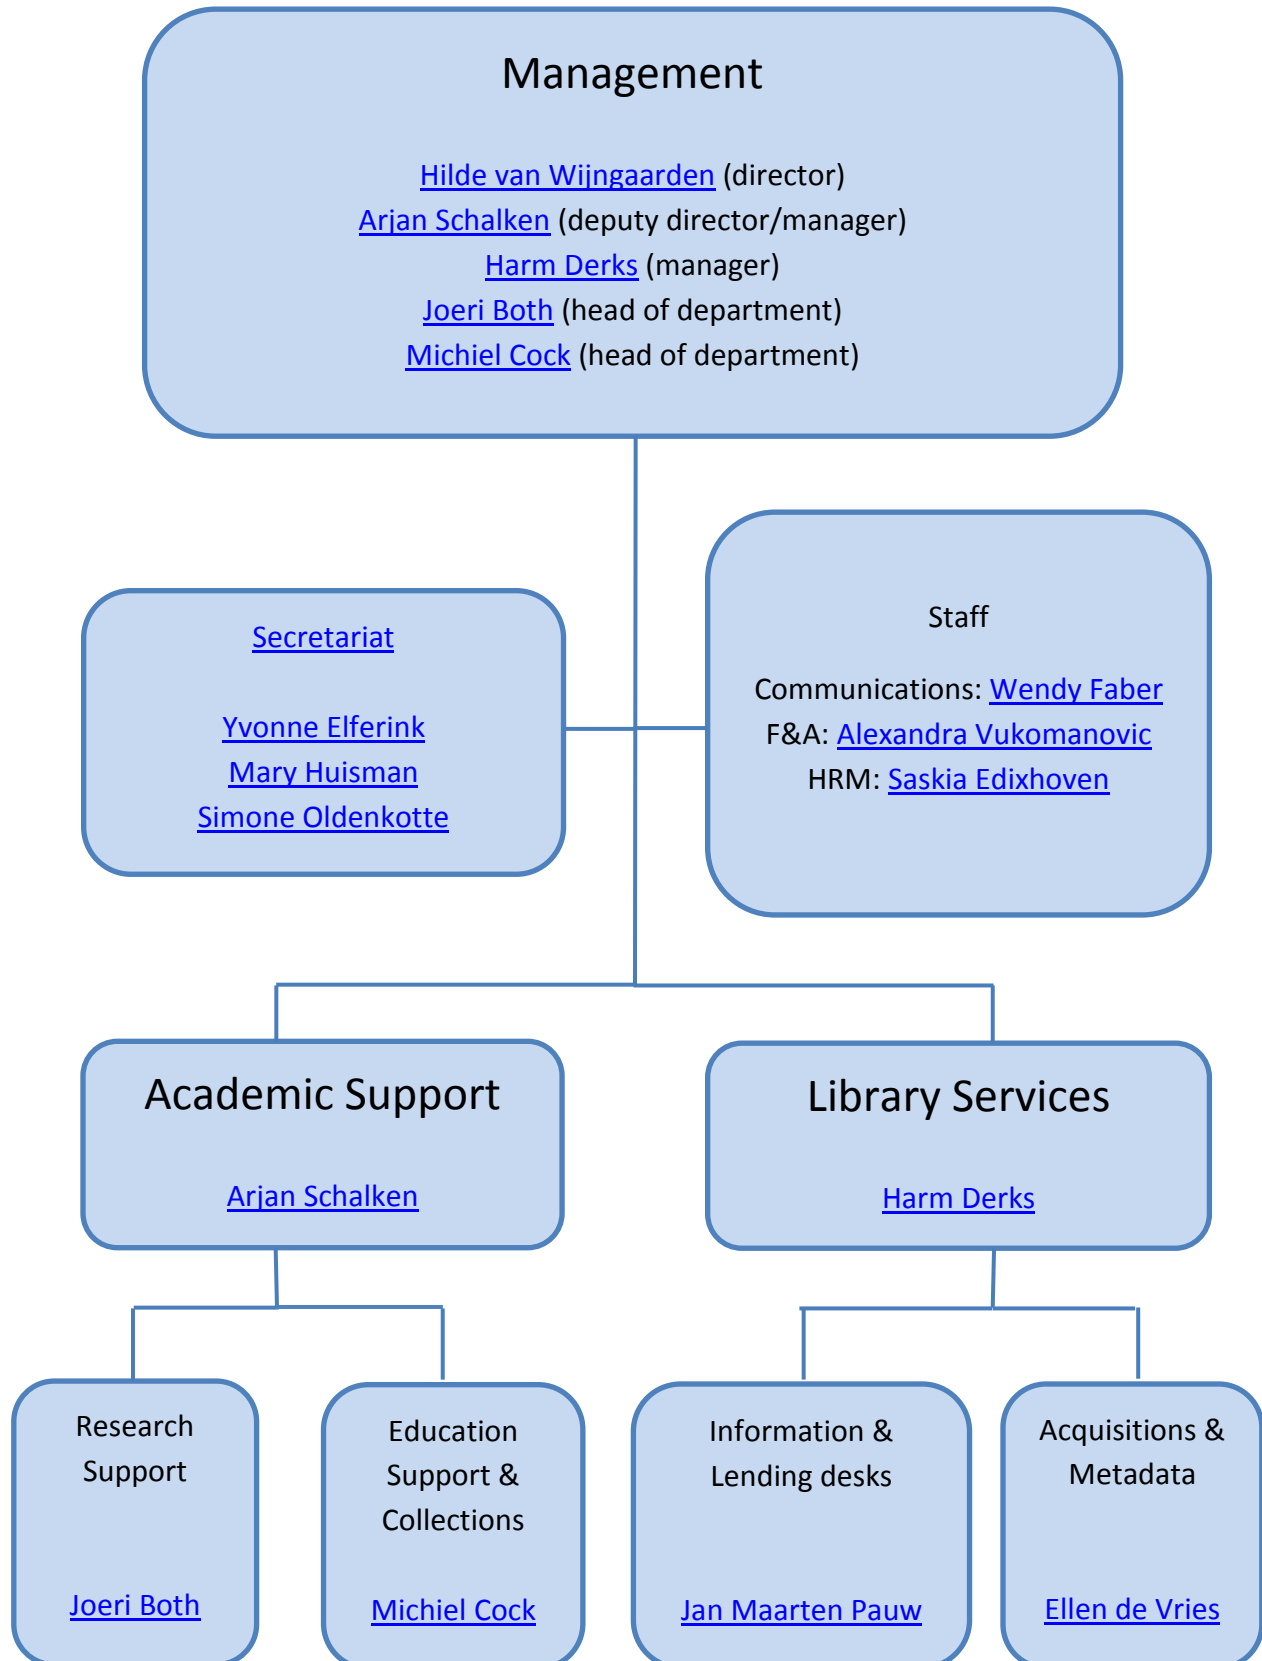 Management
Hilde van Wijngaarden (director)
Arjan Schalken (deputy director/manager)
Harm Derks (manager)
Joeri Both (head of department)
Michiel Cock (head of department)
Secretariat
Yvonne Elferink
Mary Huisman
Simone Oldenkotte
Staff
Communications: Wendy Faber
F&A: Alexandra Vukomanovic
HRM: Saskia Edixhoven
Academic Support
Arjan Schalken
Library Services
Harm Derks
Research
Support
Joeri Both
Education
Support &
Collections
Michiel Cock
Information &
Lending desks
Jan Maarten Pauw
Acquisitions &
Metadata
Ellen de Vries